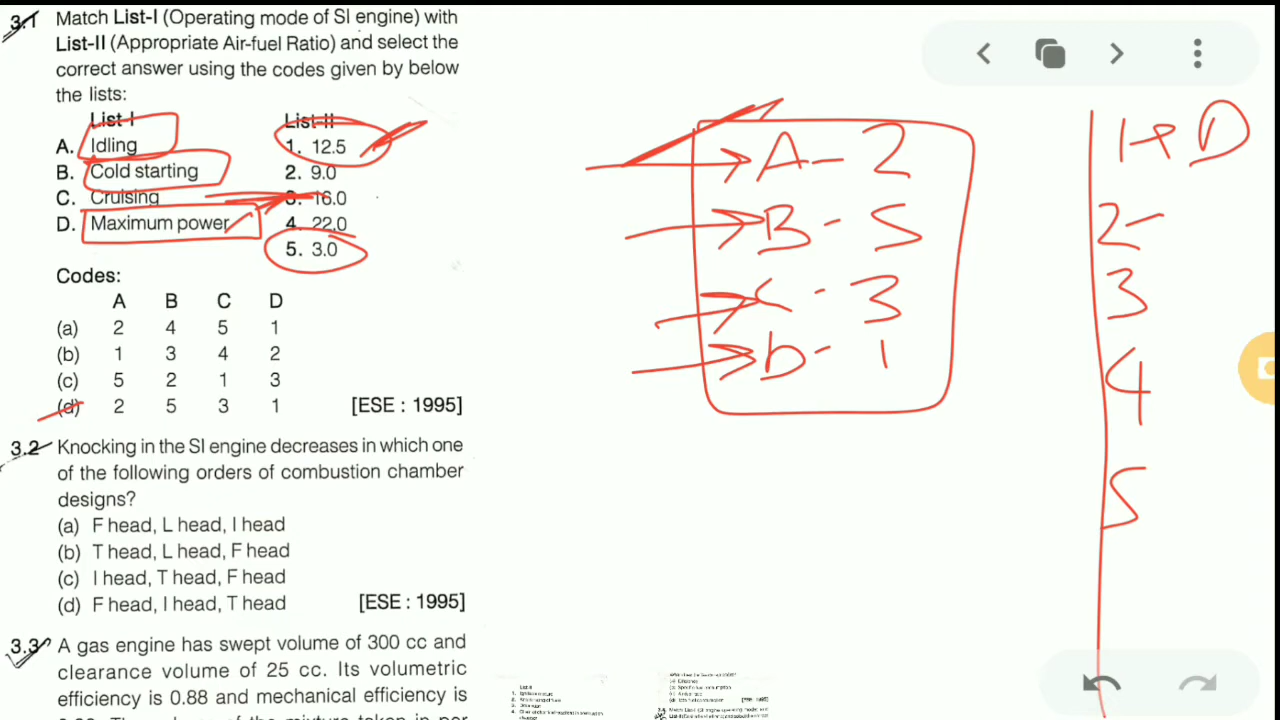 3.1 Match List-I (Operating mode of SI engine) with
List-II (Appropriate Air-fuel Ratio) and select the
correct answer using the codes given by below
the lists:
List-I List-II
A. Idling 1. 12.5
B. Cold starting 2. 9.0
C. Cruising 3. 16.0
D. Maximum power 4. 22.0
5. 3.0
Codes:
A B C D
(a) 2 4 5 1
(b) 1 3 4 2
(c) 5 2 1 3
(d) 2 5 3 1 [ESE : 1995]
3.2 Knocking in the SI engine decreases in which one
of the following orders of combustion chamber
designs?
(a) F head, L head, I head
(b) T head, L head, F head
(c) I head, T head, F head
(d) F head, I head, T head [ESE : 1995]
3.3 A gas engine has swept volume of 300 cc and
clearance volume of 25 cc. Its volumetric
efficiency is 0.88 and mechanical efficiency is
A - 2
B - 5
C - 3
D - 1
1 → D
2 -
3
4
5